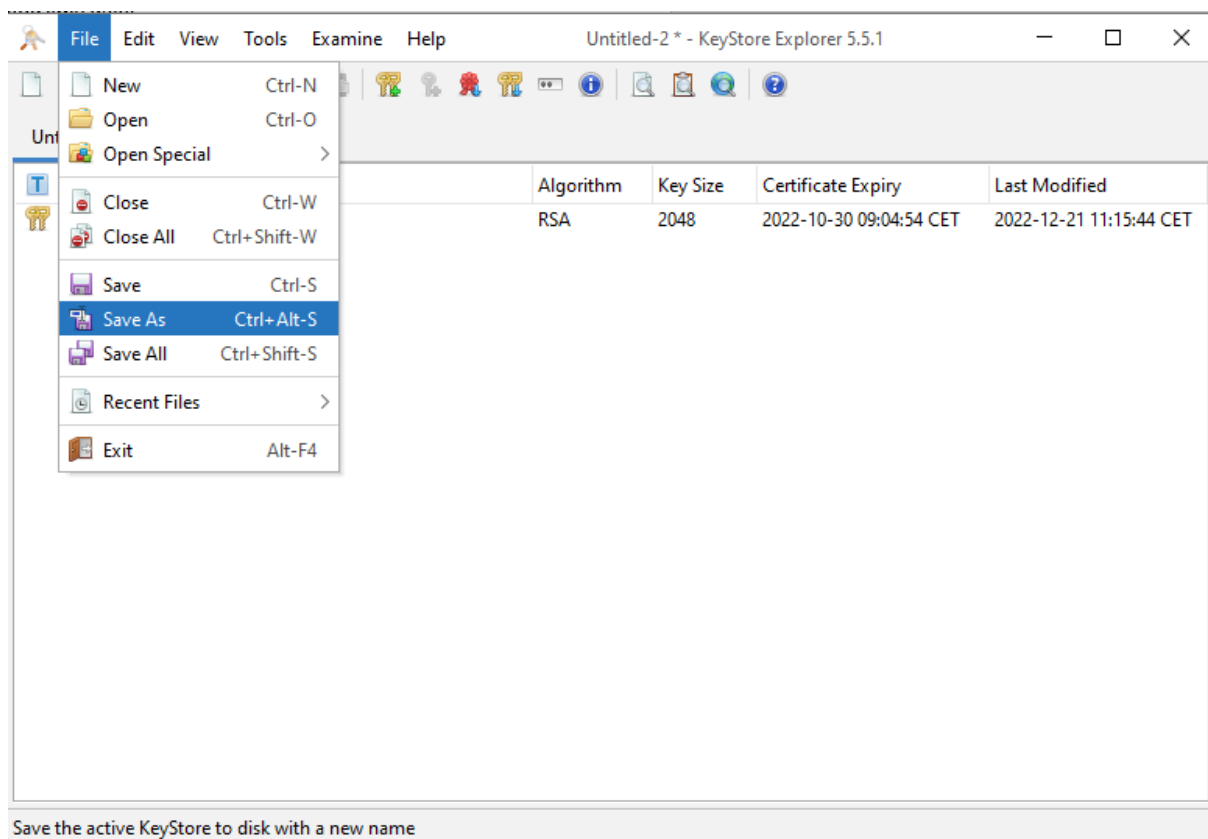 File Edit View Tools Examine Help Untitled-2 * - KeyStore Explorer 5.5.1
New Ctrl-N
Open Ctrl-O
Open Special
Close Ctrl-W
Close All Ctrl+Shift-W
Save Ctrl-S
Save As Ctrl+Alt-S
Save All Ctrl+Shift-S
Recent Files
Exit Alt-F4
T Algorithm Key Size Certificate Expiry Last Modified
RSA 2048 2022-10-30 09:04:54 CET 2022-12-21 11:15:44 CET
Save the active KeyStore to disk with a new name